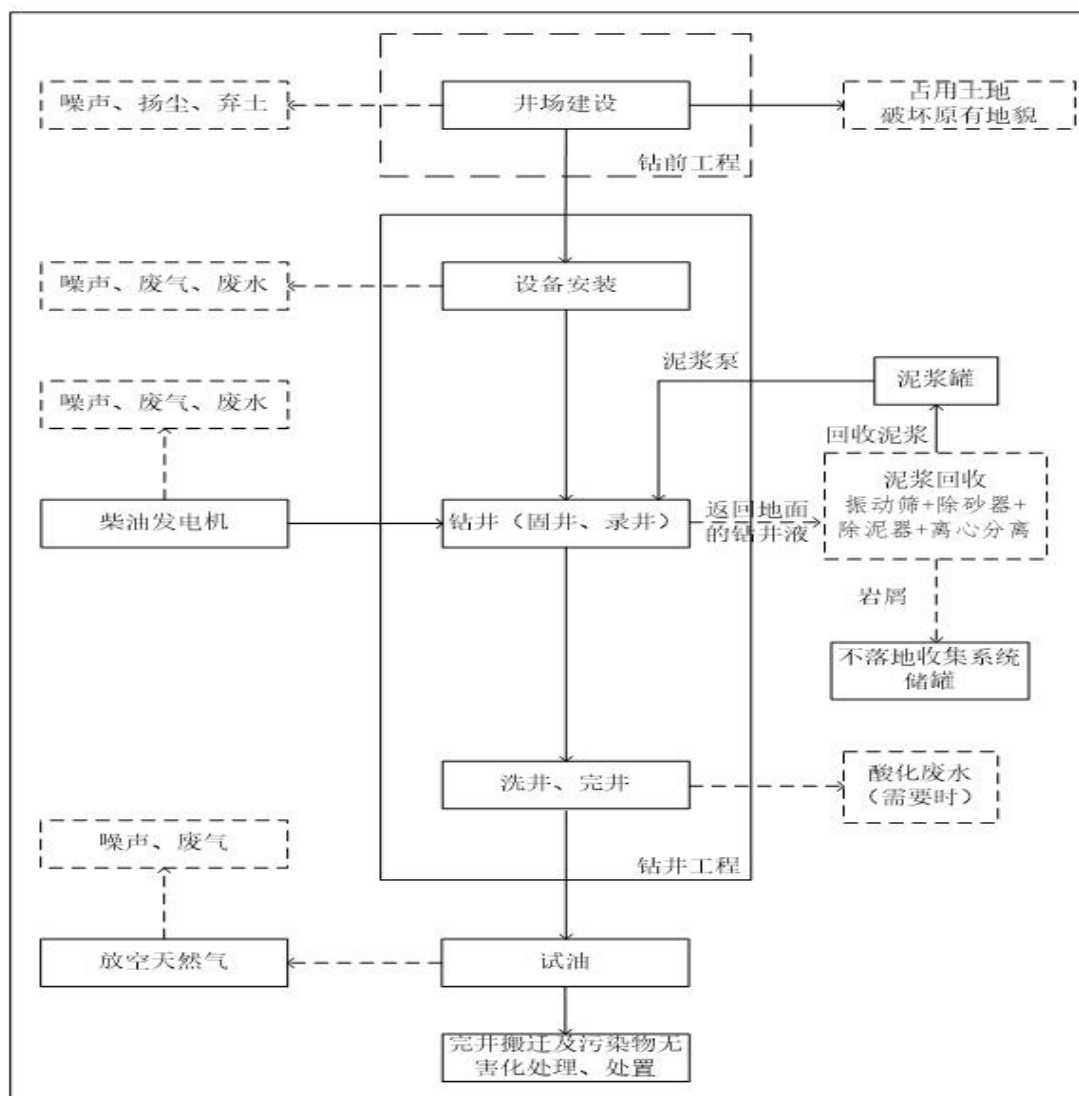 噪声、扬尘、弃土
井场建设
占用土地
破坏原有地貌
钻前工程
噪声、废气、废水
设备安装
泥浆泵
泥浆罐
噪声、废气、废水
回收泥浆
泥浆回收
振动筛+除砂器+
除泥器+离心分离
柴油发电机
钻井（固井、录井）
返回地面
的钻井液
岩屑
不落地收集系统
储罐
洗井、完井
酸化废水
（需要时）
噪声、废气
钻井工程
放空天然气
试油
完井搬迁及污染物无
害化处理、处置